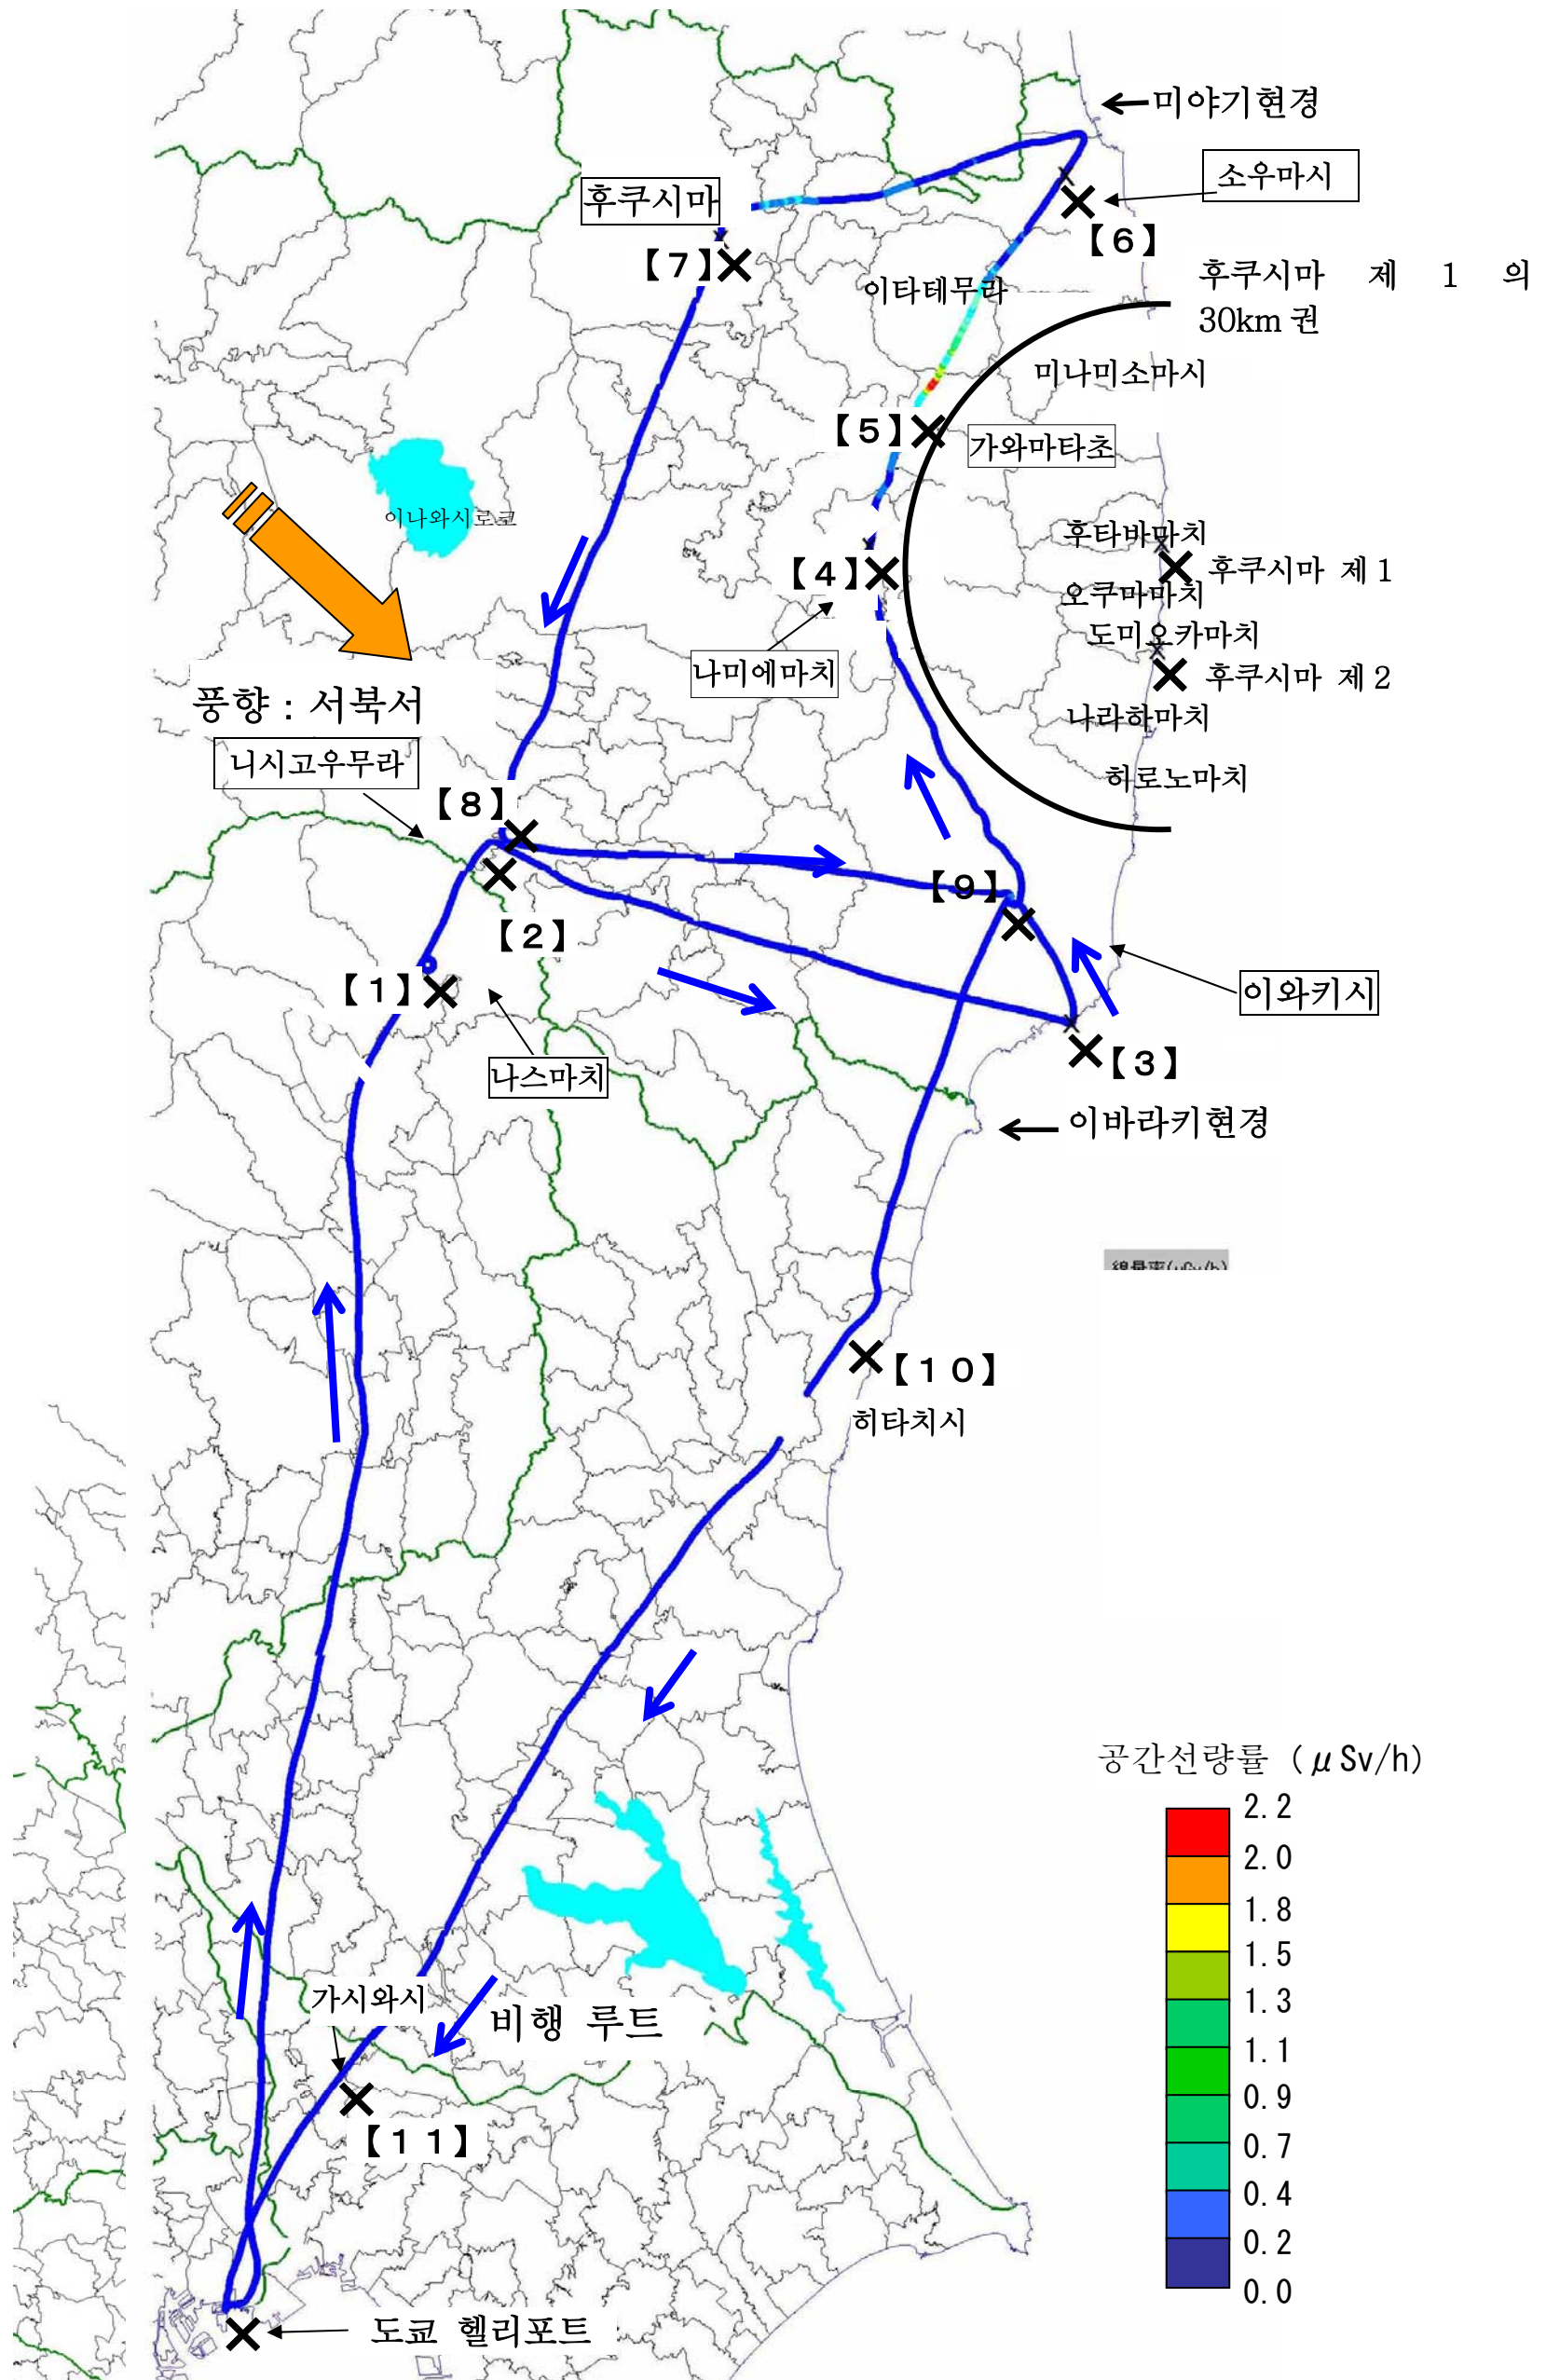 미야기현경
소우마시
후쿠시마
【6】
【7】
후쿠시마 제 1 의
30km 권
이타테무라
미나미소마시
【5】
가와마타초
이나와시로코
후타바마치
후쿠시마 제 1
【4】
오쿠마마치
도미오카마치
나미에마치
후쿠시마 제 2
풍향 : 서북서
나라하마치
니시고우무라
히로노마치
【8】
【9】
【2】
【1】
이와키시
【3】
나스마치
이바라키현경
線量率(μSv/h)
【10】
히타치시
공간선량률 (μSv/h)
2.2
2.0
1.8
1.5
1.3
1.1
0.9
0.7
0.4
0.2
0.0
가시와시
비행 루트
【11】
도쿄 헬리포트